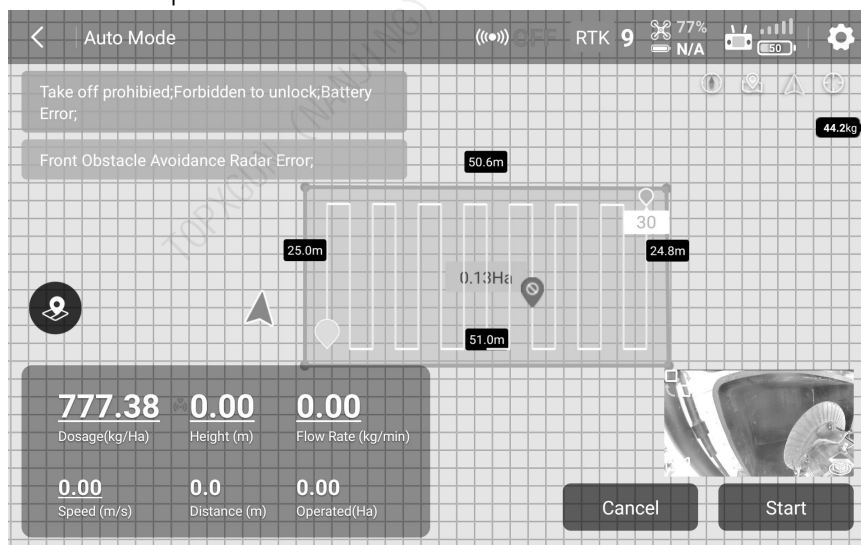 Auto Mode
OFF
RTK 9
77%
N/A
50
Take off prohibied;Forbidden to unlock;Battery
Error;
44.2kg
Front Obstacle Avoidance Radar Error;
50.6m
30
25.0m
24.8m
0.13Ha
51.0m
777.38
0.00
0.00
Dosage(kg/Ha)
Height (m)
Flow Rate (kg/min)
0.00
0.0
0.00
Speed (m/s)
Distance (m)
Operated(Ha)
Cancel
Start
TOPXGUN (NANJING)